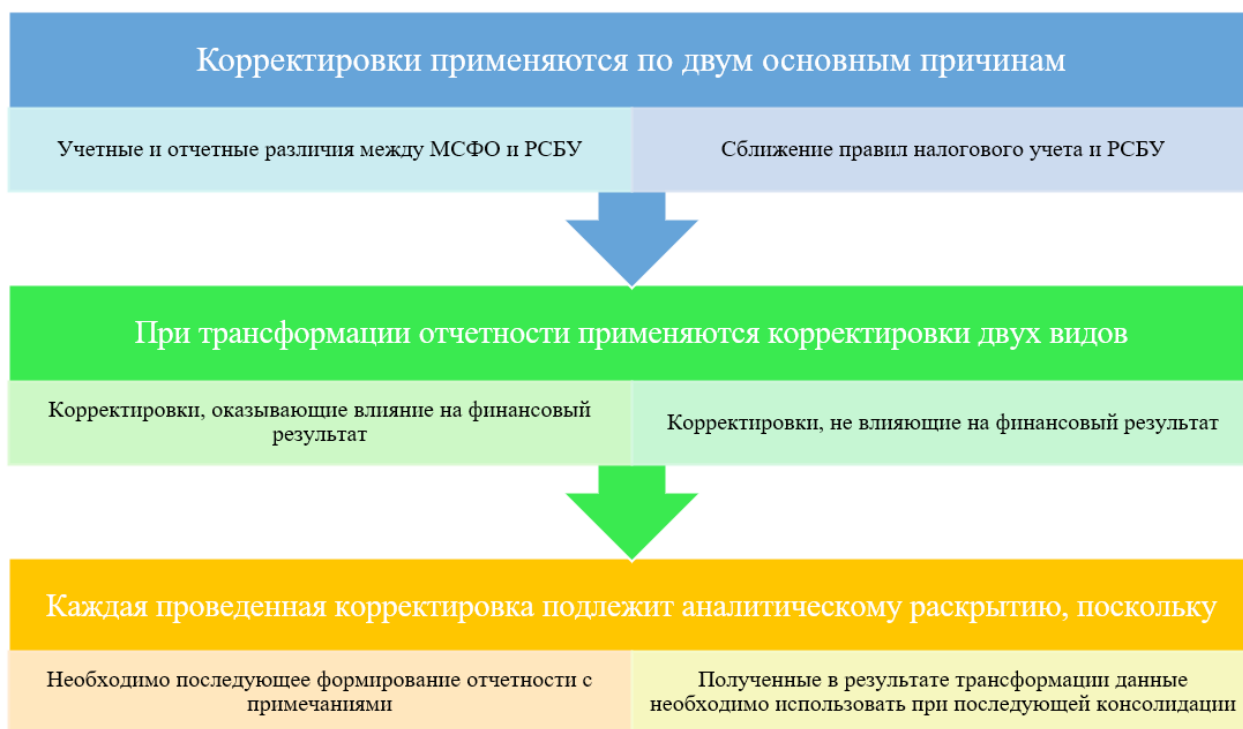 Корректировки применяются по двум основным причинам
Учетные и отчетные различия между МСФО и РСБУ
Сближение правил налогового учета и РСБУ
При трансформации отчетности применяются корректировки двух видов
Корректировки, оказывающие влияние на финансовый
результат
Корректировки, не влияющие на финансовый результат
Каждая проведенная корректировка подлежит аналитическому раскрытию, поскольку
Необходимо последующее формирование отчетности с
примечаниями
Полученные в результате трансформации данные
необходимо использовать при последующей консолидации